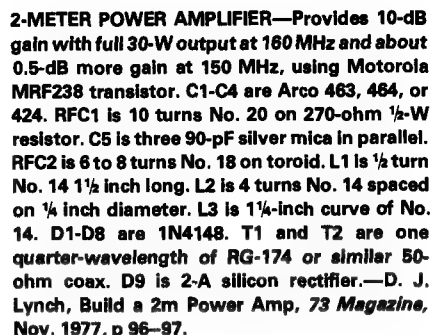 2-METER POWER AMPLIFIER—Provides 10-dB
gain with full 30-W output at 160 MHz and about
0.5-dB more gain at 150 MHz, using Motorola
MRF238 transistor. C1-C4 are Arco 463, 464, or
424. RFC1 is 10 turns No. 20 on 270-ohm ½-W
resistor. C5 is three 90-pF silver mica in parallel.
RFC2 is 6 to 8 turns No. 18 on toroid. L1 is ½ turn
No. 14 1½ inch long. L2 is 4 turns No. 14 spaced
on ¼ inch diameter. L3 is 1¼-inch curve of No.
14. D1-D8 are 1N4148. T1 and T2 are one
quarter-wavelength of RG-174 or similar 50-
ohm coax. D9 is 2-A silicon rectifier.—D. J.
Lynch, Build a 2m Power Amp, 73 Magazine,
Nov. 1977, p 96–97.